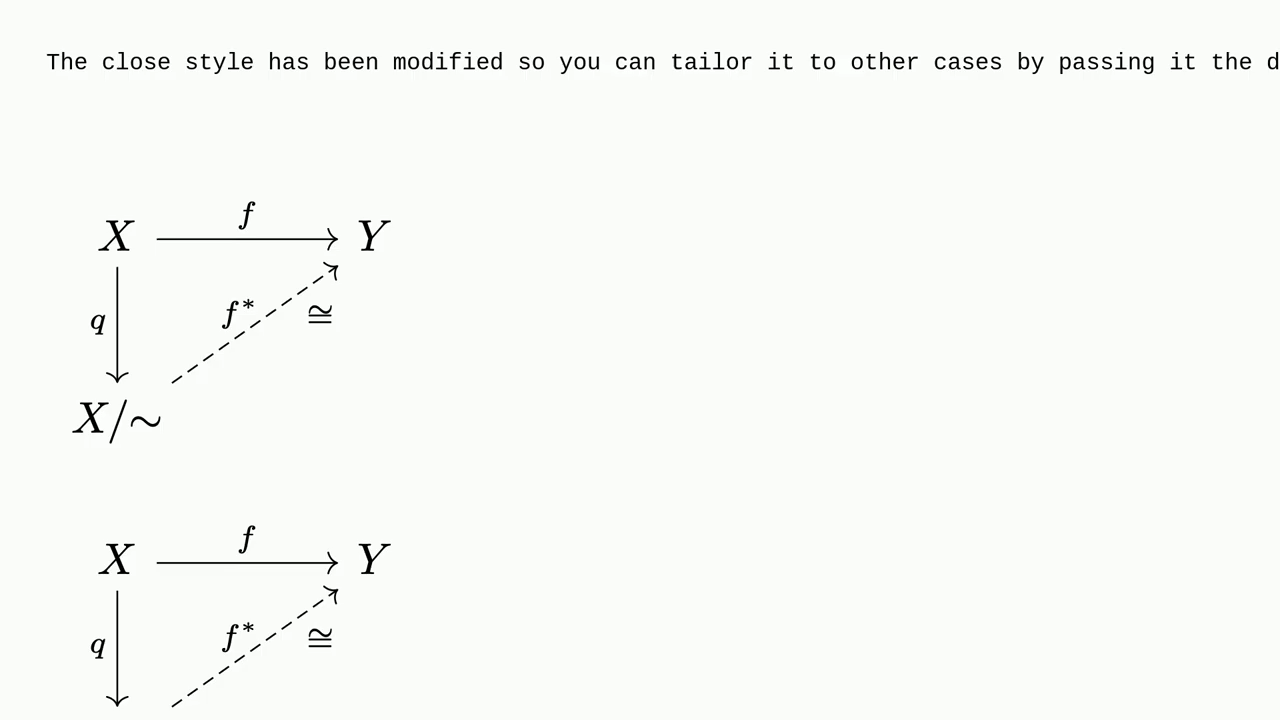 The close style has been modified so you can tailor it to other cases by passing it the
f
X Y
f* ≅
q
X/~
f
X Y
f* ≅
q